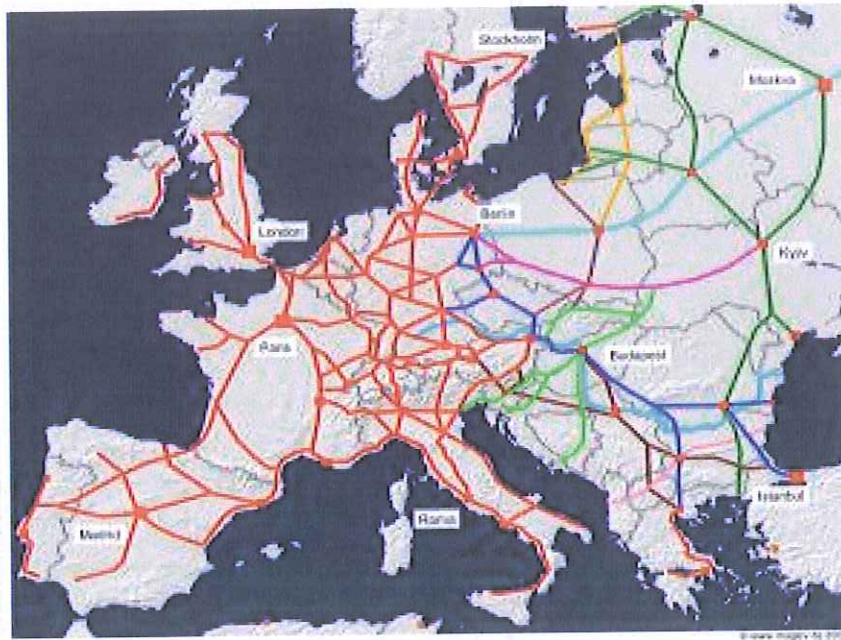 Stockholm
Moskva
Berlin
London
Kyiv
Paris
Budapest
Madrid
Roma
Istanbul